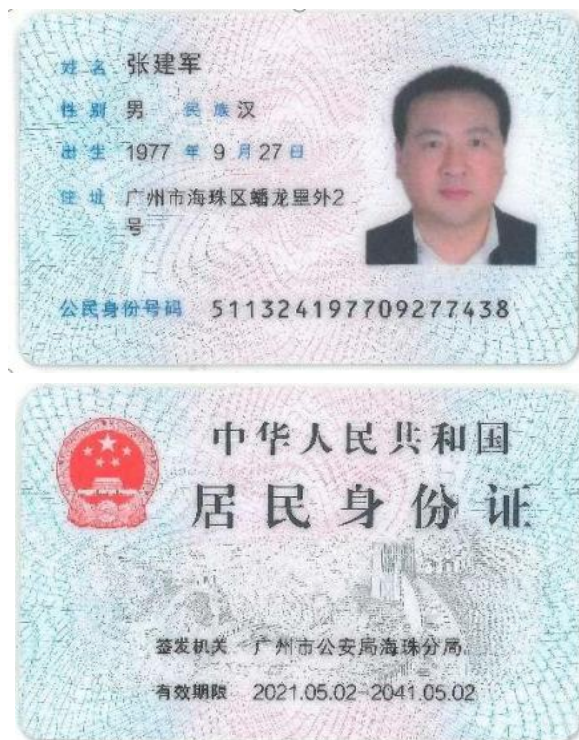 姓名 张建军
性别 男 民族 汉
出生 1977 年 9 月 27 日
住址 广州市海珠区蟠龙里外2
号
公民身份号码 511324197709277438
中华人民共和国
居民身份证
签发机关 广州市公安局海珠分局
有效期限 2021.05.02-2041.05.02